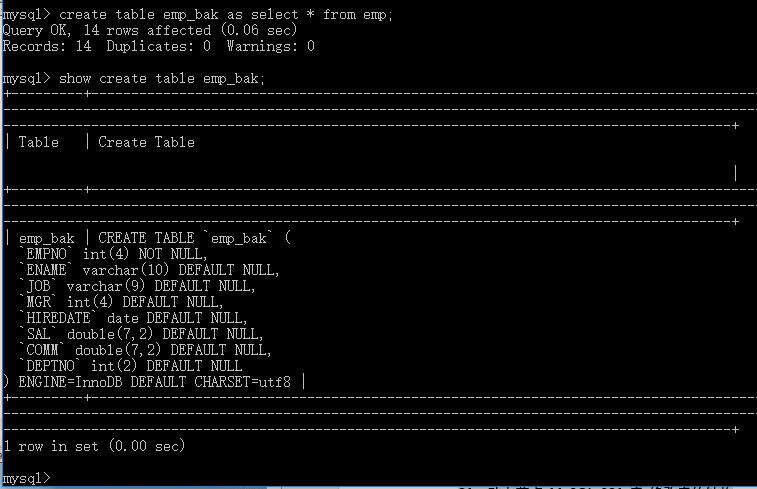 mysql> create table emp_bak as select * from emp;
Query OK, 14 rows affected (0.06 sec)
Records: 14  Duplicates: 0  Warnings: 0
mysql> show create table emp_bak;
| Table   | Create Table
|
| emp_bak | CREATE TABLE `emp_bak` (
  `EMPNO` int(4) NOT NULL,
  `ENAME` varchar(10) DEFAULT NULL,
  `JOB` varchar(9) DEFAULT NULL,
  `MGR` int(4) DEFAULT NULL,
  `HIREDATE` date DEFAULT NULL,
  `SAL` double(7,2) DEFAULT NULL,
  `COMM` double(7,2) DEFAULT NULL,
  `DEPTNO` int(2) DEFAULT NULL
) ENGINE=InnoDB DEFAULT CHARSET=utf8 |
1 row in set (0.00 sec)
mysql>